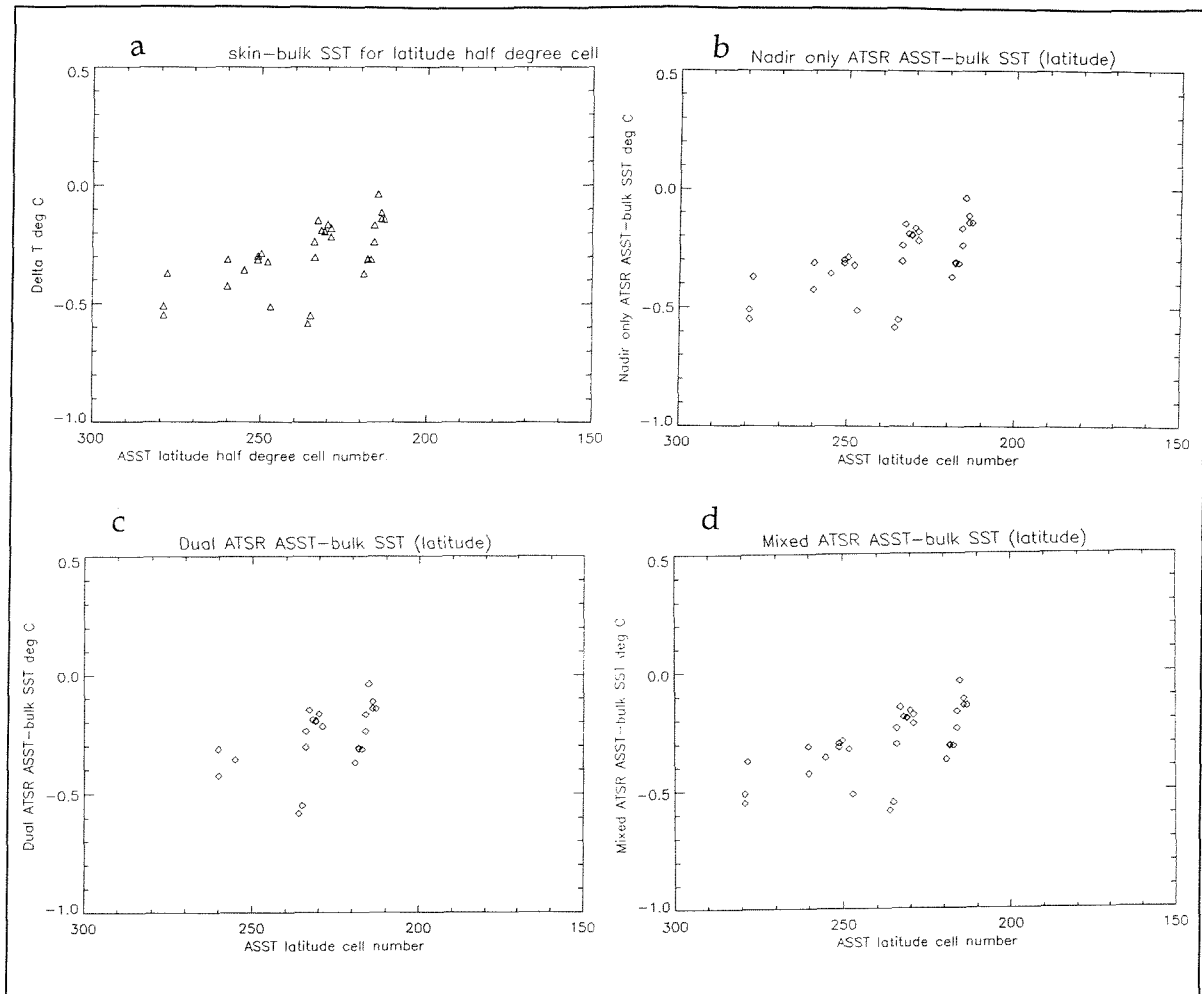 a
skin-bulk SST for latitude half degree cell
0.5
0.0
-0.5
-1.0
Delta T deg C
300
250
200
150
ASST latitude half degree cell number.
b
Nadir only ATSR ASST-bulk SST (latitude)
0.5
0.0
-0.5
-1.0
Nadir only ATSR ASST-bulk SST deg C
300
250
200
150
ASST latitude cell number
c
Dual ATSR ASST-bulk SST (latitude)
0.5
0.0
-0.5
-1.0
Dual ATSR ASST-bulk SST deg C
300
250
200
150
ASST latitude cell number
d
Mixed ATSR ASST-bulk SST (latitude)
0.5
0.0
-0.5
-1.0
Mixed ATSR ASST-bulk SST deg C
300
250
200
150
ASST latitude cell number